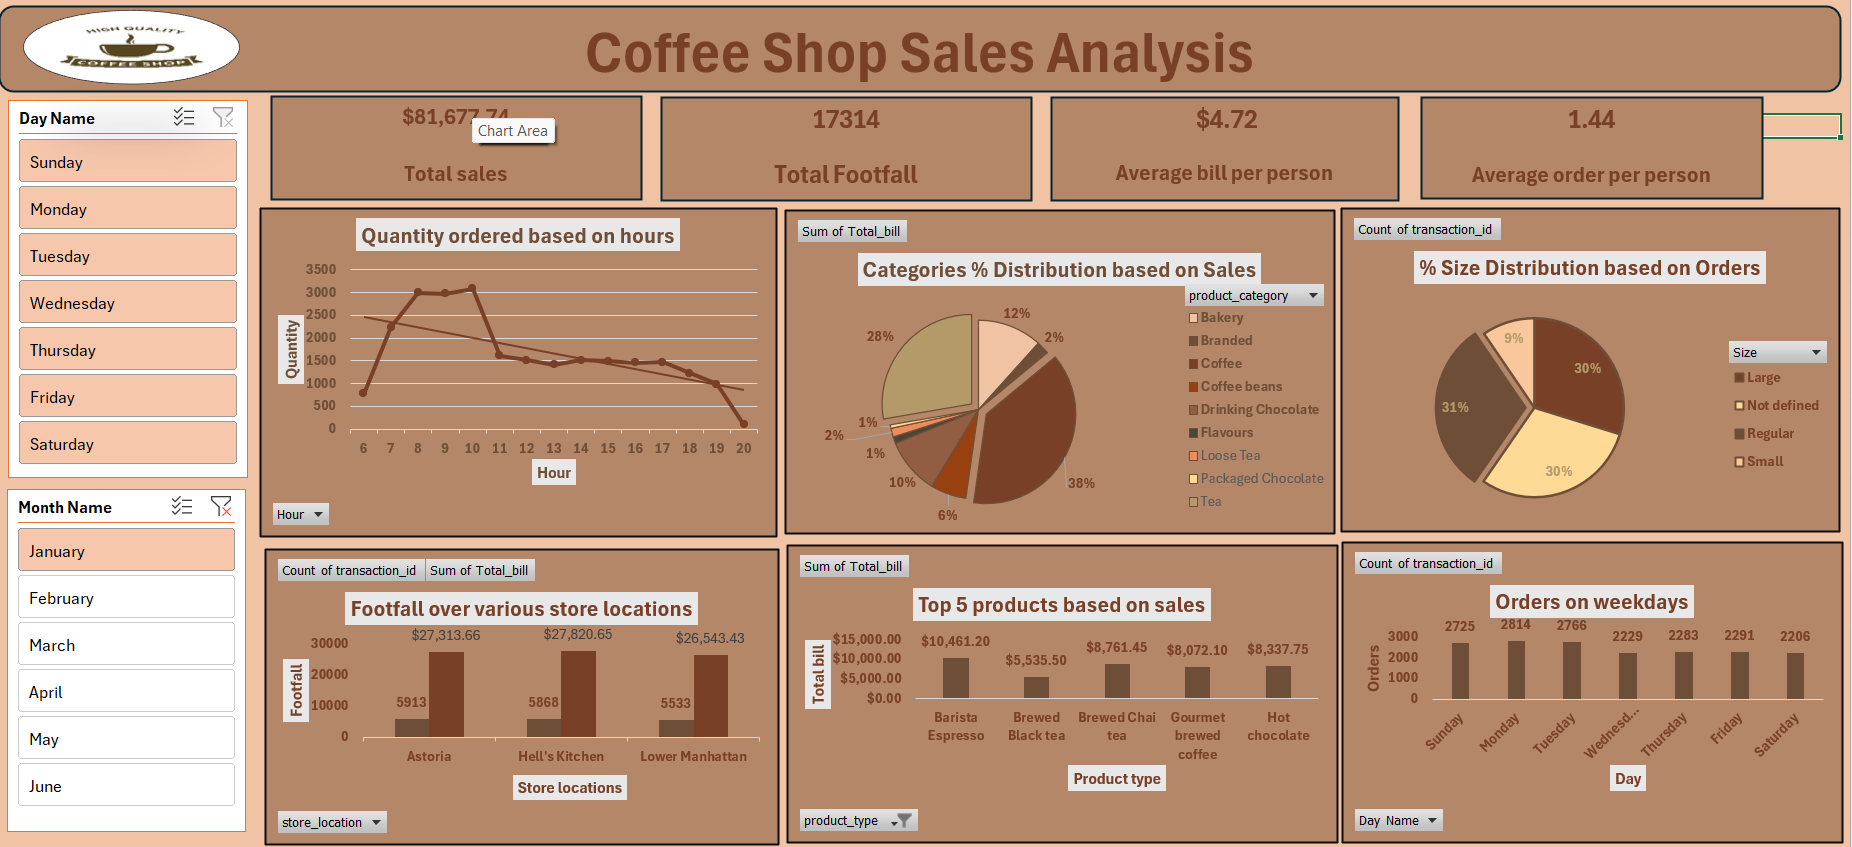 HIGH QUALITY
COFFEE SHOP
Coffee Shop Sales Analysis
Day Name
Sunday
Monday
Tuesday
Wednesday
Thursday
Friday
Saturday
Month Name
January
February
March
April
May
June
$81,677.74
Chart Area
Total sales
17314
Total Footfall
$4.72
Average bill per person
1.44
Average order per person
Quantity ordered based on hours
Quantity
3500
3000
2500
2000
1500
1000
500
0
6 7 8 9 10 11 12 13 14 15 16 17 18 19 20
Hour
Hour
Sum of Total_bill
Categories % Distribution based on Sales
product_category
Bakery
Branded
Coffee
Coffee beans
Drinking Chocolate
Flavours
Loose Tea
Packaged Chocolate
Tea
12%
2%
38%
6%
10%
1%
2%
1%
28%
Count of transaction_id
% Size Distribution based on Orders
Size
Large
Not defined
Regular
Small
9%
30%
31%
30%
Count of transaction_id Sum of Total_bill
Footfall over various store locations
Footfall
30000
20000
10000
0
$27,313.66 $27,820.65 $26,543.43
5913 5868 5533
Astoria Hell's Kitchen Lower Manhattan
Store locations
store_location
Sum of Total_bill
Top 5 products based on sales
Total bill
$15,000.00
$10,000.00
$5,000.00
$0.00
$10,461.20 $5,535.50 $8,761.45 $8,072.10 $8,337.75
Barista Brewed Brewed Chai Gourmet Hot
Espresso Black tea tea brewed chocolate
coffee
Product type
product_type
Count of transaction_id
Orders on weekdays
Orders
3000
2000
1000
0
2725 2814 2766 2229 2283 2291 2206
Sunday Monday Tuesday Wednesd... Thursday Friday Saturday
Day
Day Name